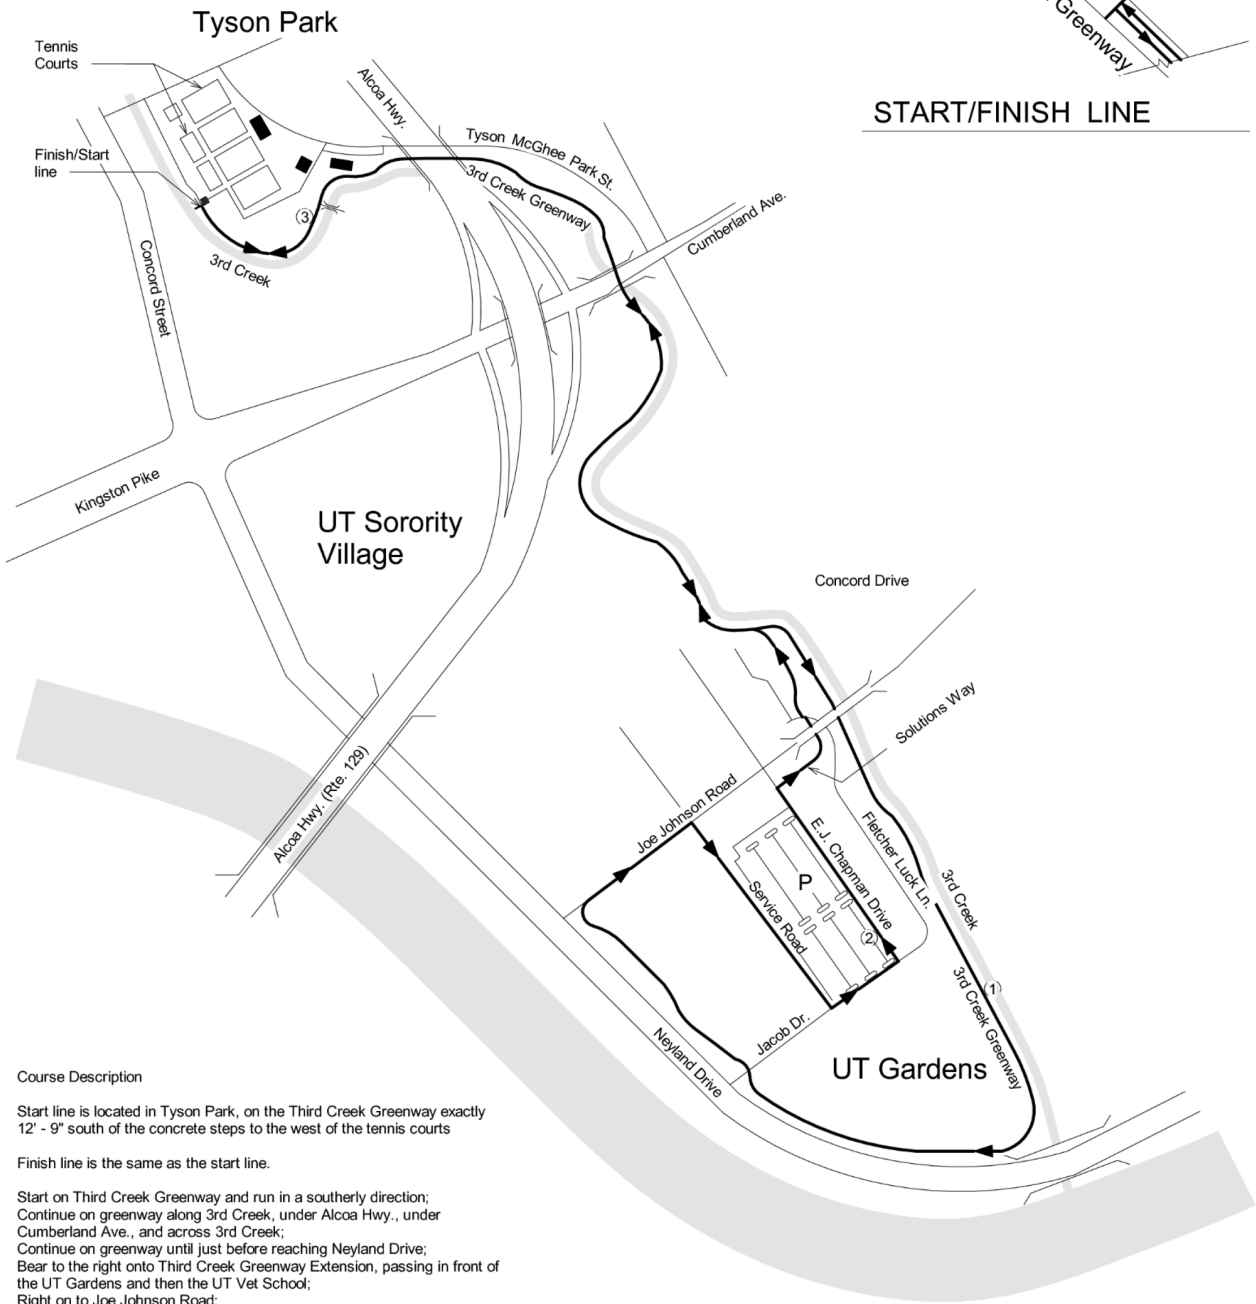 Tyson Park
Tennis
Courts
Alcoa Hwy.
Greenway
START/FINISH LINE
Finish/Start
line
Tyson McGhee Park St.
3rd Creek Greenway
3
Cumberland Ave.
Concord Street
3rd Creek
Kingston Pike
UT Sorority
Village
Concord Drive
Solutions Way
Alcoa Hwy. (Rte. 129)
Joe Johnson Road
E.J. Chapman Drive
Fletcher Luck Ln.
P
Service Road
2
3rd Creek
3rd Creek Greenway
1
Jacob Dr.
Neyland Drive
UT Gardens
Course Description
Start line is located in Tyson Park, on the Third Creek Greenway exactly
12' - 9" south of the concrete steps to the west of the tennis courts
Finish line is the same as the start line.
Start on Third Creek Greenway and run in a southerly direction;
Continue on greenway along 3rd Creek, under Alcoa Hwy., under
Cumberland Ave., and across 3rd Creek;
Continue on greenway until just before reaching Neyland Drive;
Bear to the right onto Third Creek Greenway Extension, passing in front of
the UT Gardens and then the UT Vet School;
Right on to Joe Johnson Road;